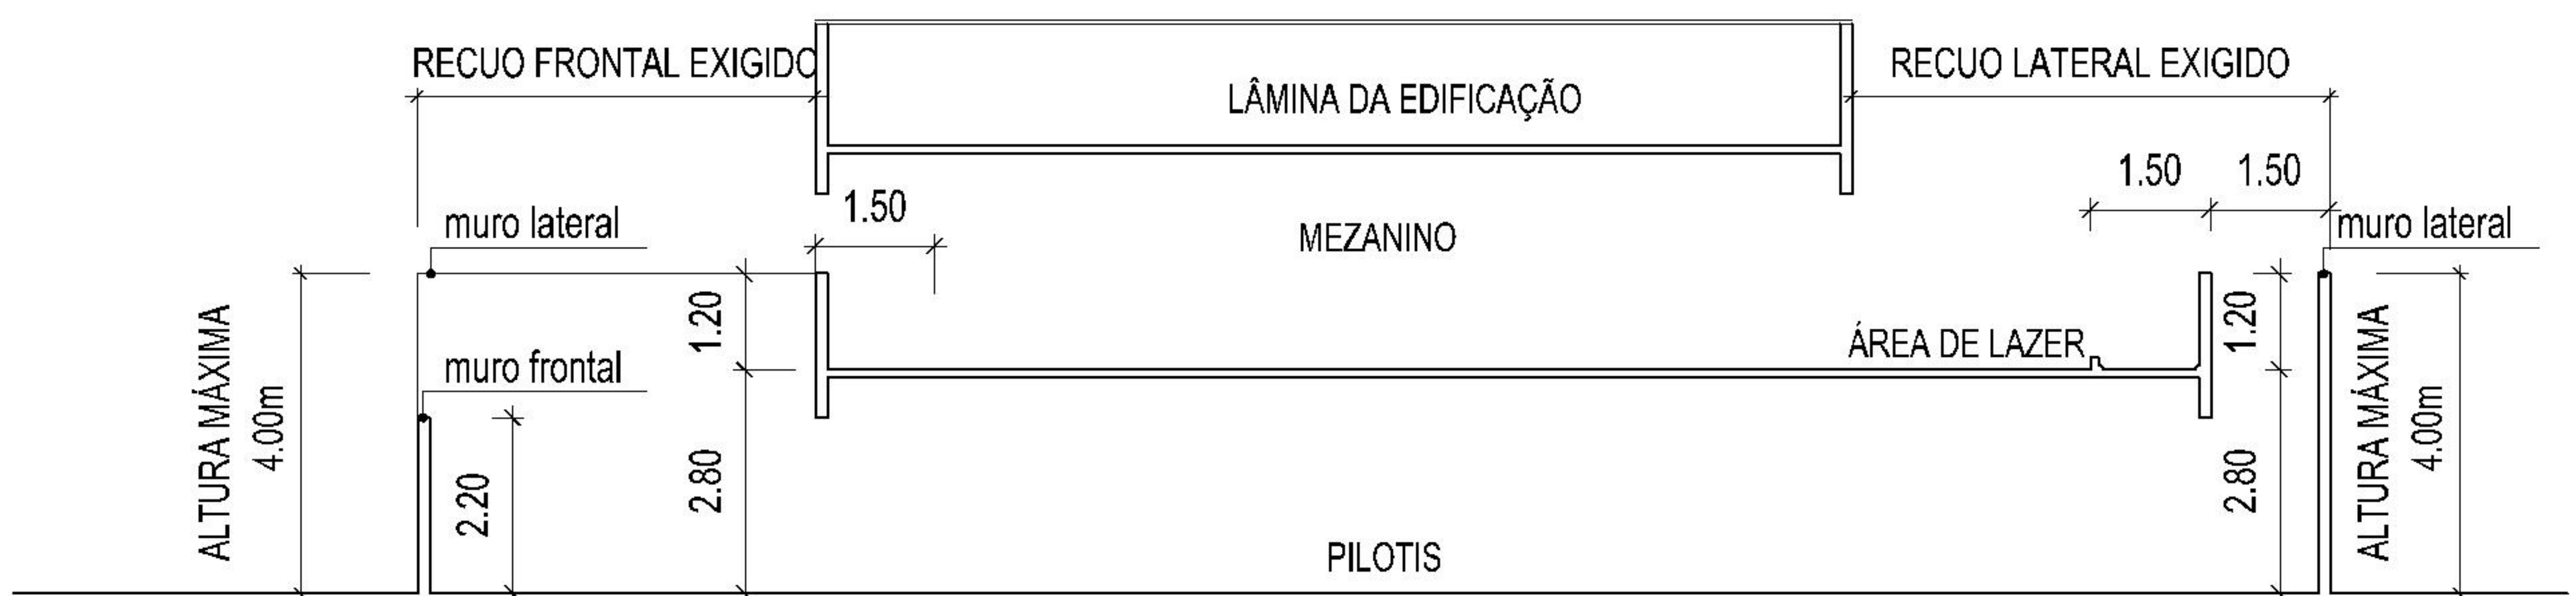 RECUO FRONTAL EXIGIDO
LÂMINA DA EDIFICAÇÃO
RECUO LATERAL EXIGIDO
1.50
1.50
1.50
muro lateral
MEZANINO
muro lateral
ALTURA MÁXIMA
4.00m
muro frontal
1.20
ÁREA DE LAZER
1.20
ALTURA MÁXIMA
4.00m
2.20
2.80
2.80
PILOTIS